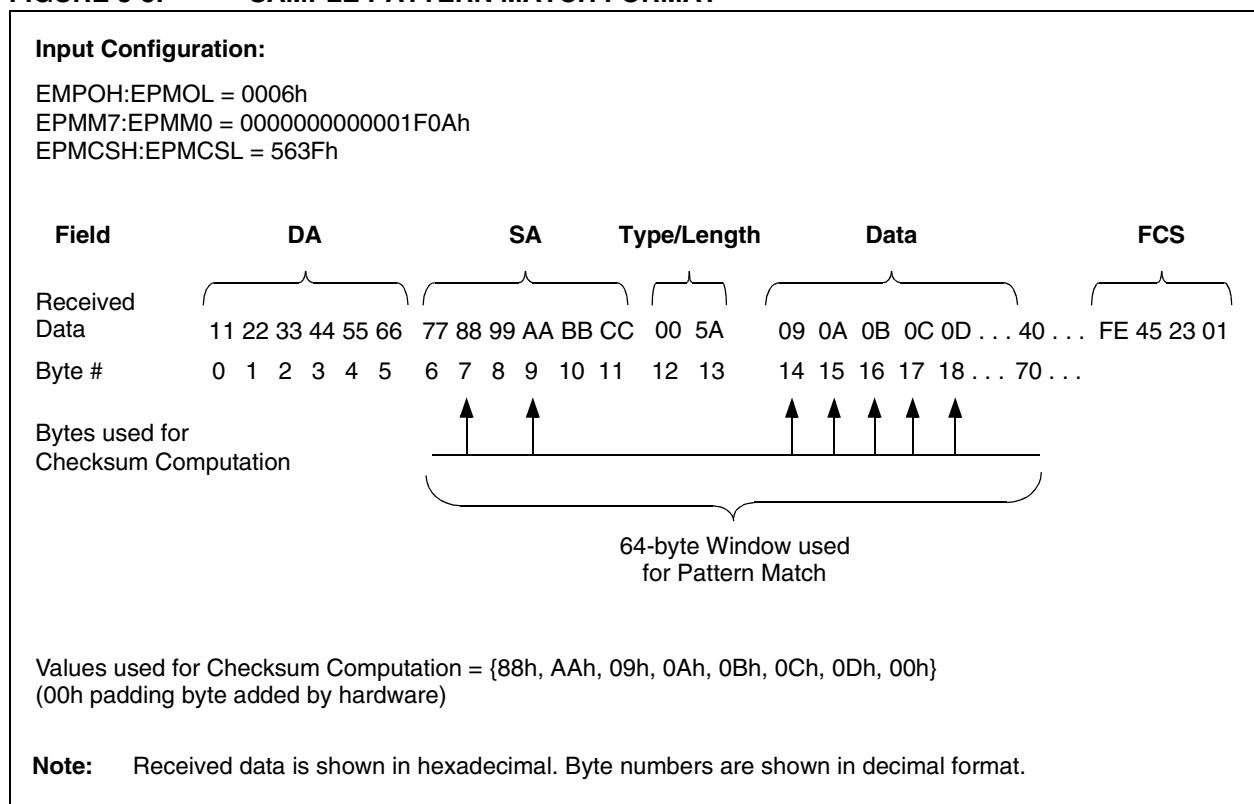 FIGURE 8-3: SAMPLE PATTERN MATCH FORMAT
Input Configuration:
EMPOH:EPMOL = 0006h
EPMM7:EPMM0 = 0000000000001F0Ah
EPMCSH:EPMCSL = 563Fh
Field DA SA Type/Length Data FCS
Received
Data 11 22 33 44 55 66 77 88 99 AA BB CC 00 5A 09 0A 0B 0C 0D . . . 40 . . . FE 45 23 01
Byte # 0 1 2 3 4 5 6 7 8 9 10 11 12 13 14 15 16 17 18 . . . 70 . . .
Bytes used for
Checksum Computation
64-byte Window used
for Pattern Match
Values used for Checksum Computation = {88h, AAh, 09h, 0Ah, 0Bh, 0Ch, 0Dh, 00h}
(00h padding byte added by hardware)
Note: Received data is shown in hexadecimal. Byte numbers are shown in decimal format.